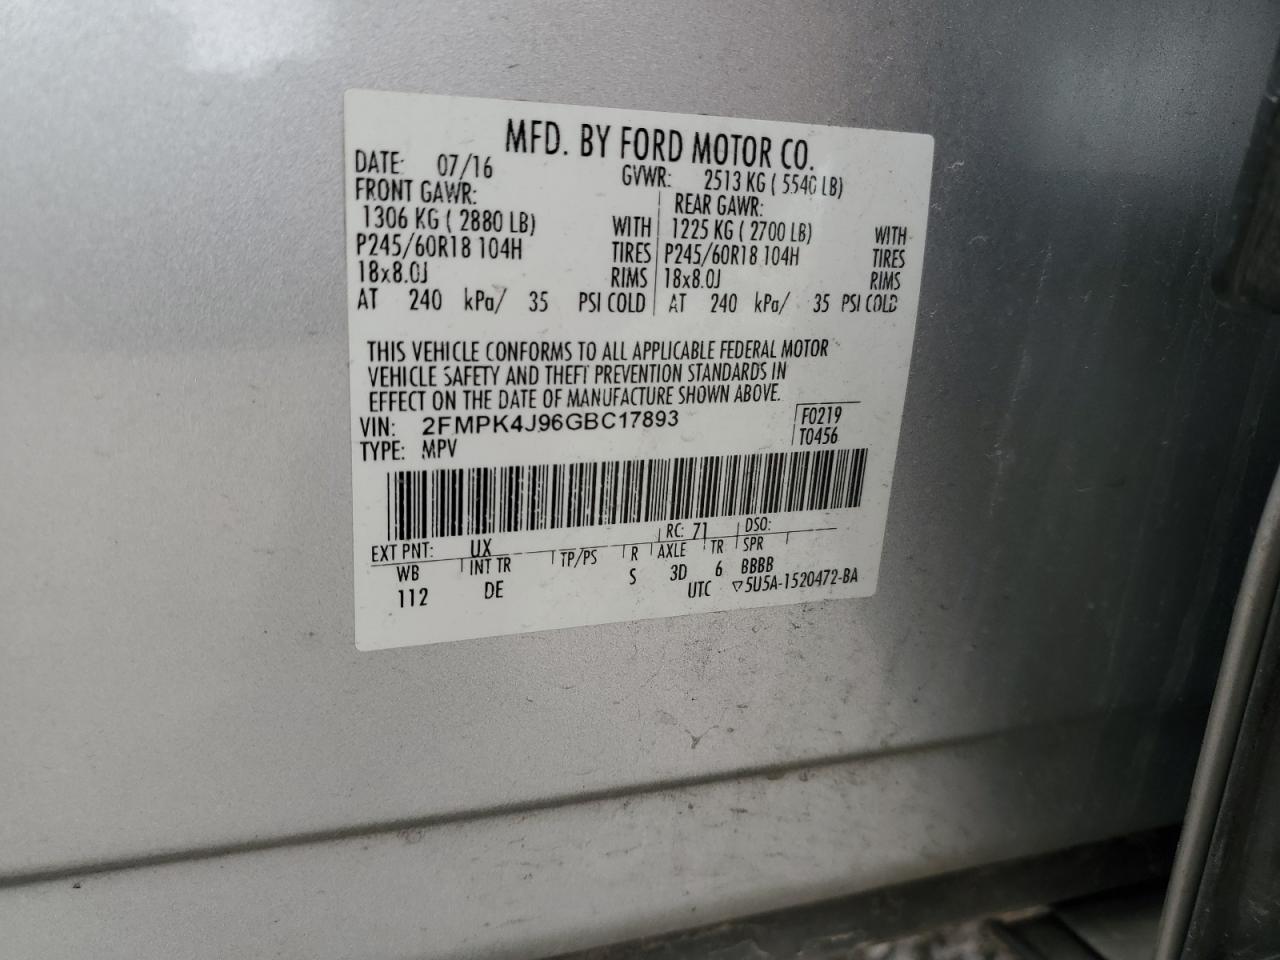 MFD. BY FORD MOTOR CO.
DATE: 07/16 GVWR: 2513 KG ( 5540 LB)
FRONT GAWR: REAR GAWR:
1306 KG ( 2880 LB) WITH 1225 KG ( 2700 LB) WITH
P245/60R18 104H TIRES P245/60R18 104H TIRES
18x8.0J RIMS 18x8.0J RIMS
AT 240 kPa/ 35 PSI COLD AT 240 kPa/ 35 PSI COLD
THIS VEHICLE CONFORMS TO ALL APPLICABLE FEDERAL MOTOR
VEHICLE SAFETY AND THEFT PREVENTION STANDARDS IN
EFFECT ON THE DATE OF MANUFACTURE SHOWN ABOVE.
VIN: 2FMPK4J96GBC17893 F0219
TYPE: MPV T0456
EXT PNT: UX RC: 71 DSO:
WB INT TR TP/PS R AXLE TR SPR
112 DE S 3D 6 BBBB
UTC ▽5U5A-1520472-BA